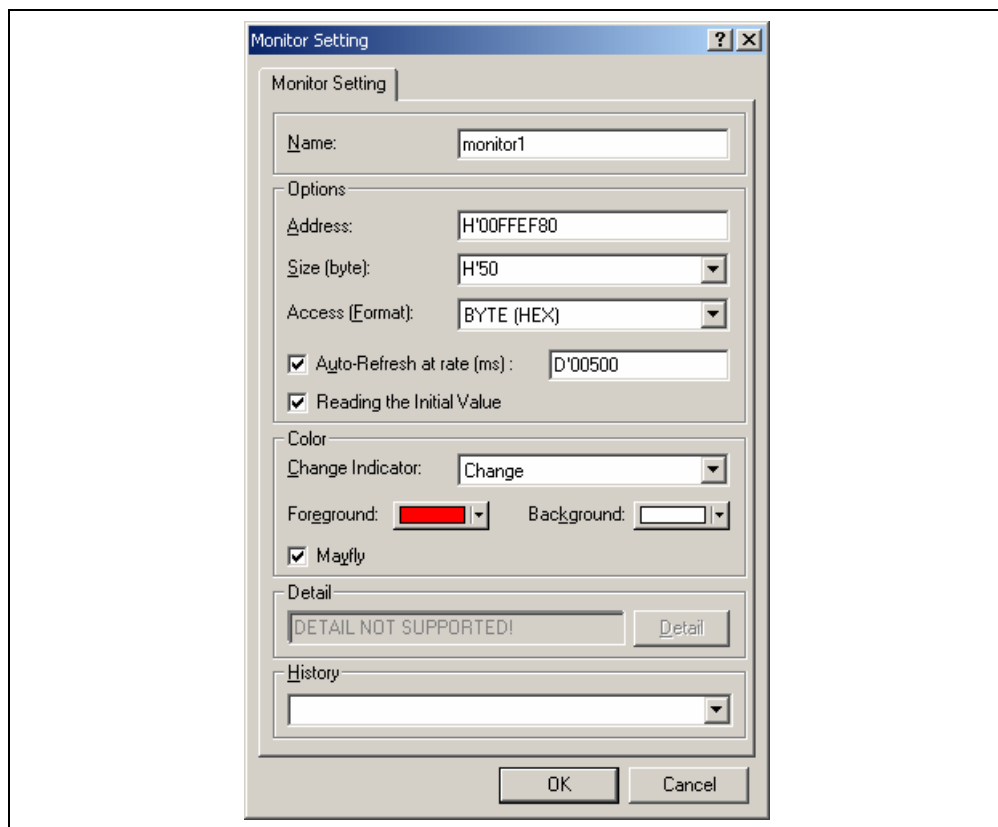 Monitor Setting
Monitor Setting
Name: monitor1
Options
Address: H'00FFEF80
Size (byte): H'50
Access (Format): BYTE (HEX)
Auto-Refresh at rate (ms) : D'00500
Reading the Initial Value
Color
Change Indicator: Change
Foreground: Background:
Mayfly
Detail
DETAIL NOT SUPPORTED! Detail
History
OK Cancel